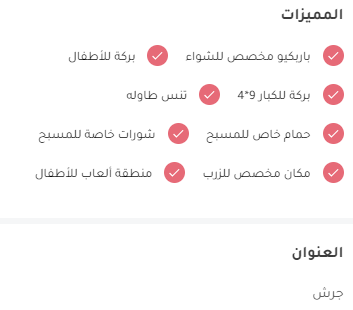 المميزات
باربكيو مخصص للشواء بركة للأطفال
بركة للكبار 9*4 تنس طاوله
حمام خاص للمسبح شورات خاصة للمسبح
مكان مخصص للزرب منطقة ألعاب للأطفال
العنوان
جرش